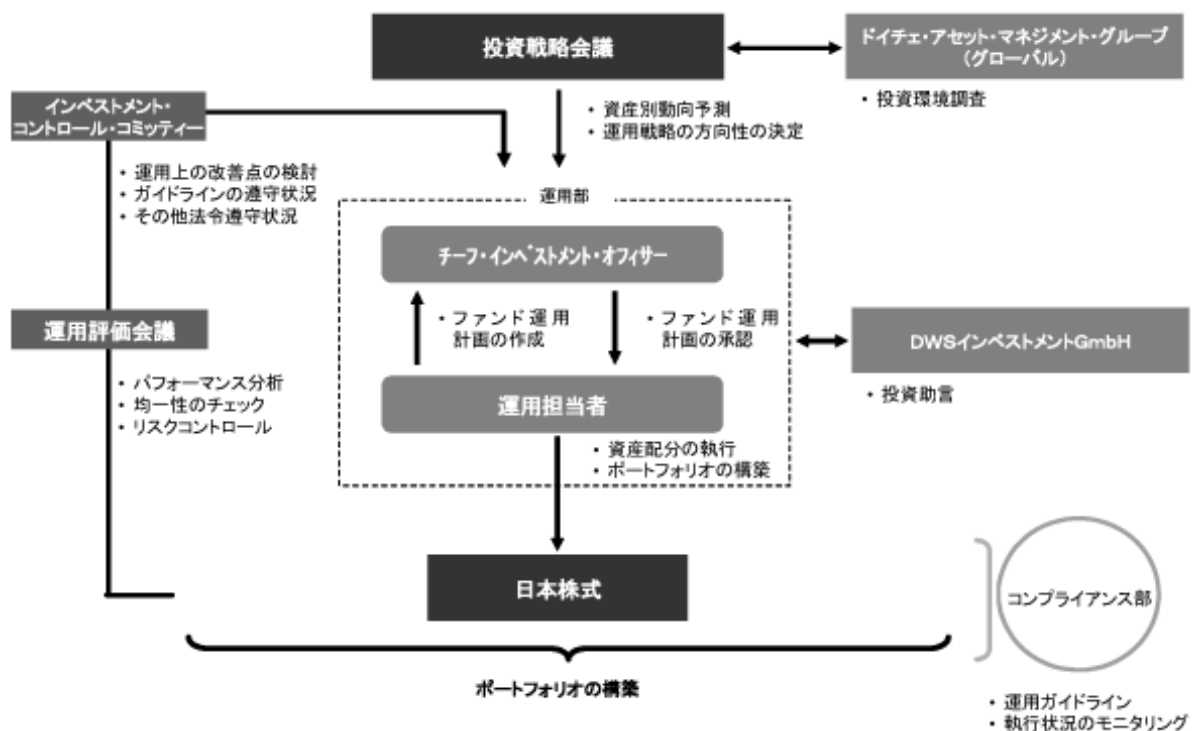 投資戦略会議
ドイチェ・アセット・マネジメント・グループ
（グローバル）
・投資環境調査
インベストメント・
コントロール・コミッティー
・資産別動向予測
・運用戦略の方向性の決定
・運用上の改善点の検討
・ガイドラインの遵守状況
・その他法令遵守状況
運用部
チーフ・インベストメント・オフィサー
・ファンド運用
計画の作成
・ファンド運用
計画の承認
運用評価会議
DWSインベストメントGmbH
・パフォーマンス分析
・均一性のチェック
・リスクコントロール
運用担当者
・投資助言
・資産配分の執行
・ポートフォリオの構築
日本株式
コンプライアンス部
ポートフォリオの構築
・運用ガイドライン
・執行状況のモニタリング